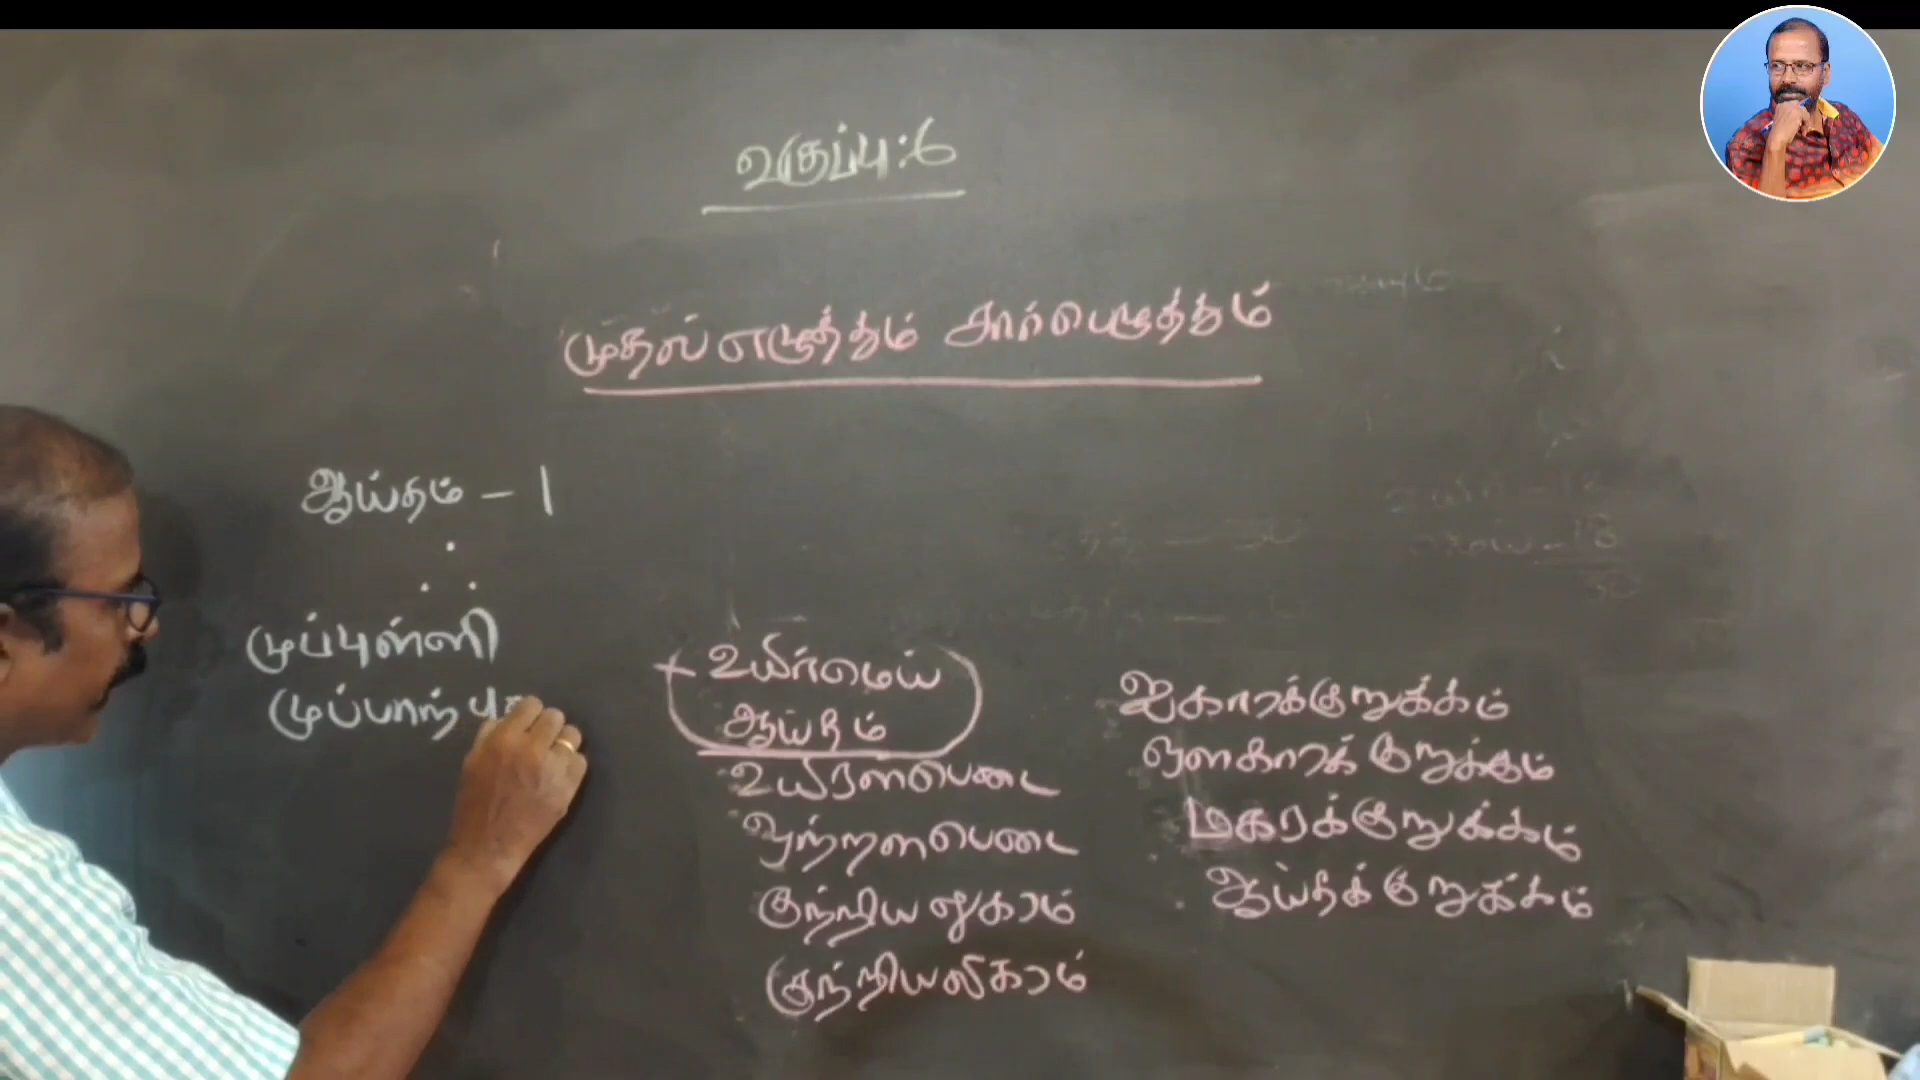 வகுப்பு:6
முதல் எழுத்தும் சார்பெழுத்தும்
ஆய்தம் - 1
முப்புள்ளி
முப்பாற்
உயிர்மெய்
ஆய்தம்
உயிரளபெடை
ஒற்றளபெடை
குற்றியலுகரம்
குற்றியலிகரம்
ஐகாரக்குறுக்கம்
ஔகாரக் குறுக்கம்
மகரக்குறுக்கம்
ஆய்தக்குறுக்கம்